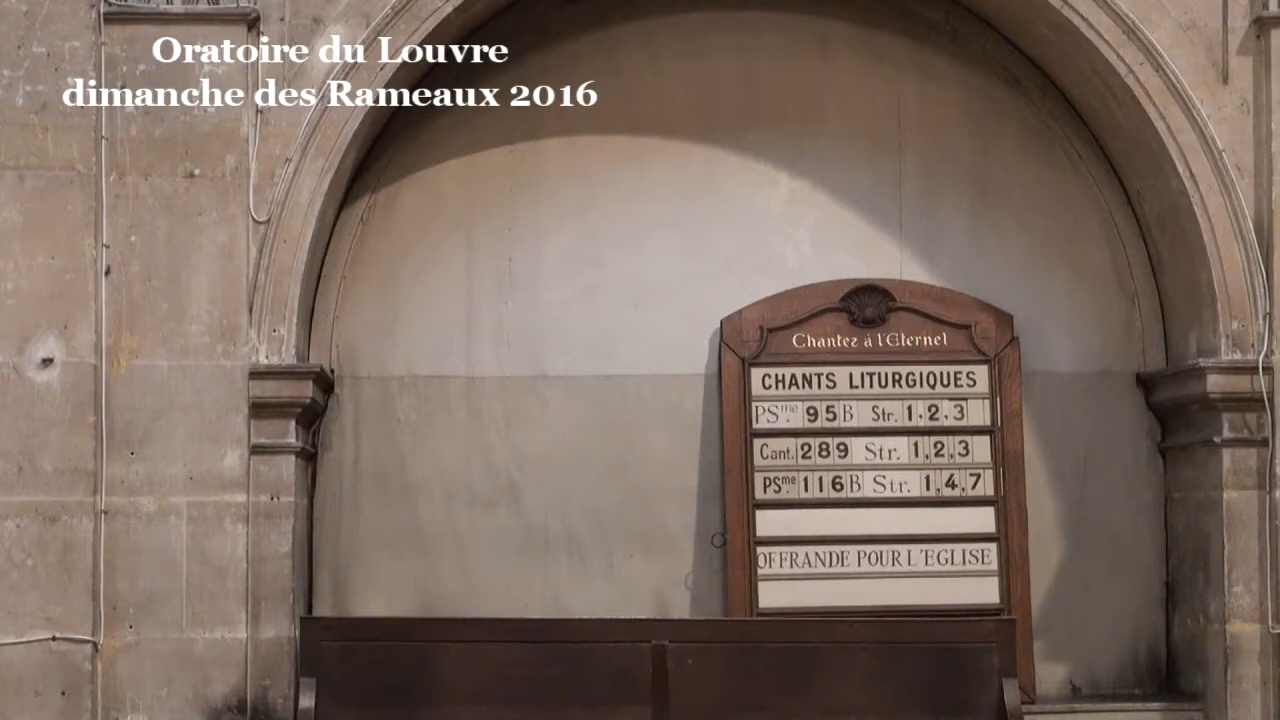 Oratoire du Louvre
dimanche des Rameaux 2016
Chantez à l'Eternel
CHANTS LITURGIQUES
PSme 95B Str. 1.2.3
Cant. 289 Str. 1,2,3
PSme 116B Str. 1,4,7
OFFRANDE POUR L'EGLISE